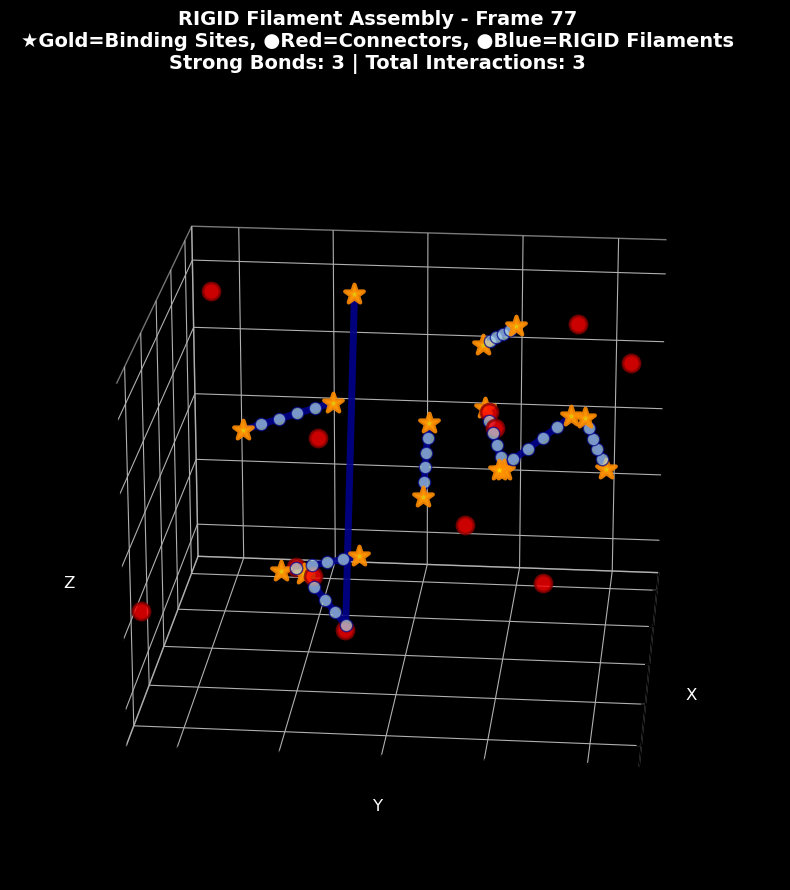 RIGID Filament Assembly - Frame 77
★Gold=Binding Sites, ●Red=Connectors, ●Blue=RIGID Filaments
Strong Bonds: 3 | Total Interactions: 3
Z
X
Y